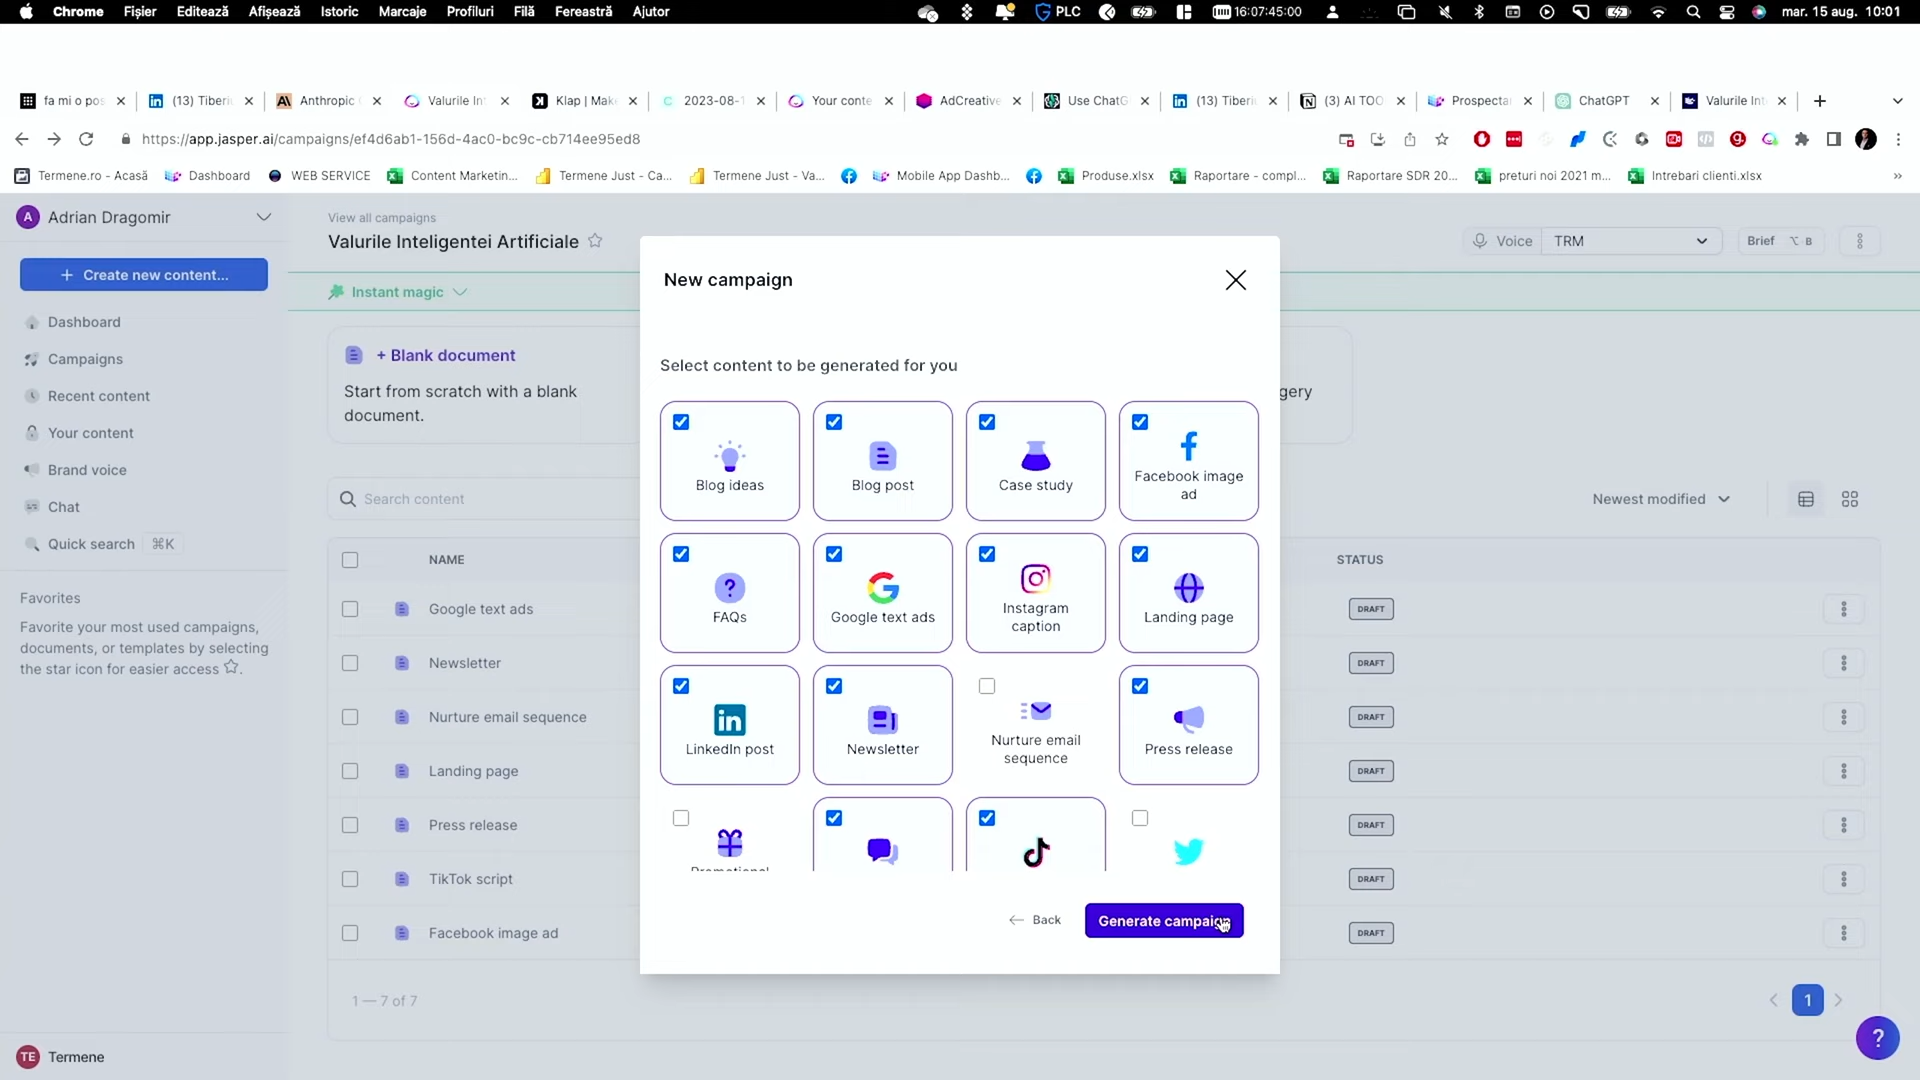 Chrome Fișier Editează Afișează Istoric Marcaje Profiluri Filă Fereastră Ajutor PLC 16:07:45:00 mar. 15 aug. 10:01
fa mi o pos (13) Tiberi Anthropic Valurile In Klap | Make 2023-08-1 Your conte AdCreative Use ChatG (13) Tiberi (3) AI TOO Prospecta ChatGPT Valurile Int
https://app.jasper.ai/campaigns/ef4d6ab1-156d-4ac0-bc9c-cb714ee95ed8
Termene.ro - Acasă Dashboard WEB SERVICE Content Marketin... Termene Just - Ca... Termene Just - Va... Mobile App Dashb... Produse.xlsx Raportare - compl... Raportare SDR 20... preturi noi 2021 m... Intrebari clienti.xlsx »
A Adrian Dragomir
+ Create new content...
Dashboard
Campaigns
Recent content
Your content
Brand voice
Chat
Quick search ⌘K
Favorites
Favorite your most used campaigns,
documents, or templates by selecting
the star icon for easier access
TE Termene
View all campaigns
Valurile Inteligentei Artificiale
Voice TRM
Brief ⌥ B
Instant magic
+ Blank document
Start from scratch with a blank
document.
gery
Search content
Newest modified
NAME STATUS
Google text ads DRAFT
Newsletter DRAFT
Nurture email sequence DRAFT
Landing page DRAFT
Press release DRAFT
TikTok script DRAFT
Facebook image ad DRAFT
1 — 7 of 7
1
?
New campaign
Select content to be generated for you
Blog ideas
Blog post
Case study
Facebook image
ad
FAQs
Google text ads
Instagram
caption
Landing page
LinkedIn post
Newsletter
Nurture email
sequence
Press release
Promotional
Back
Generate campaign